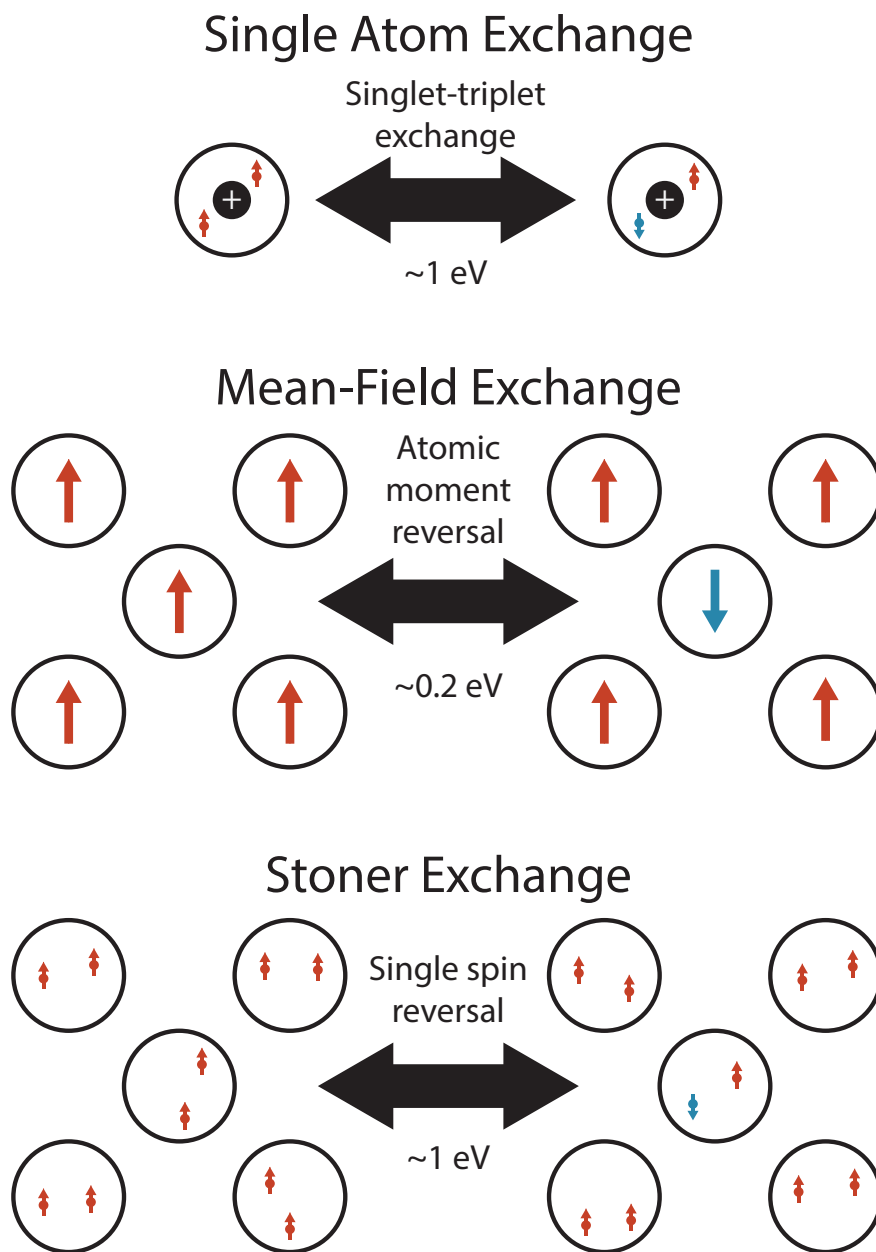 Single Atom Exchange
Singlet-triplet
exchange
+
+
~1 eV
Mean-Field Exchange
Atomic
moment
reversal
~0.2 eV
Stoner Exchange
Single spin
reversal
~1 eV